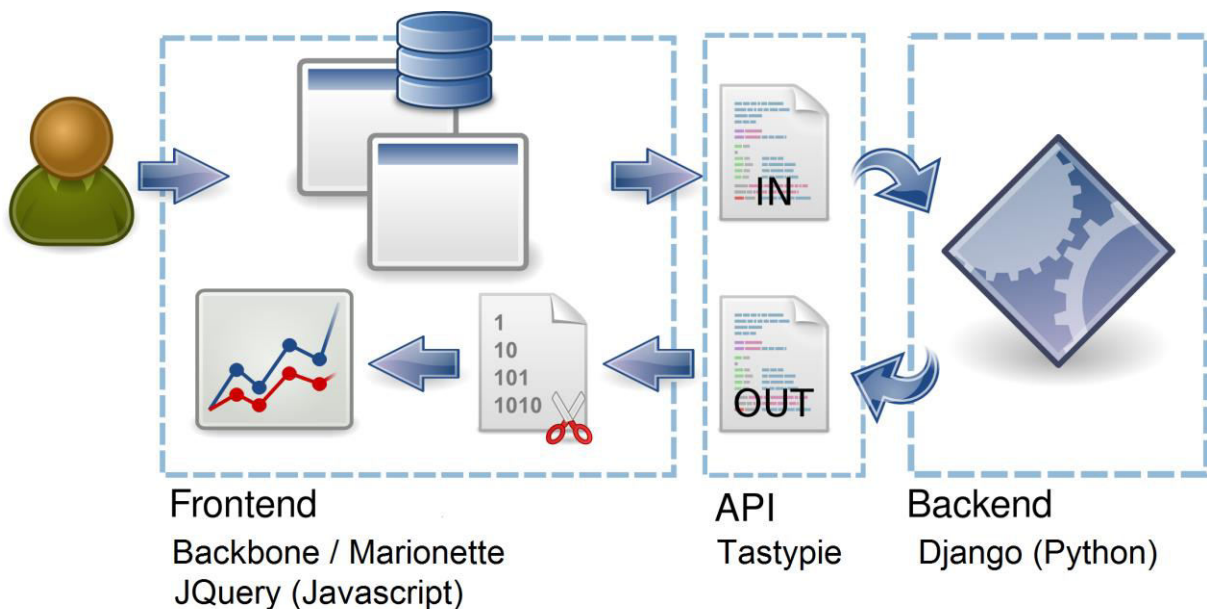 IN
1
10
101
1010
OUT
Frontend
Backbone / Marionette
JQuery (Javascript)
API
Tastypie
Backend
Django (Python)